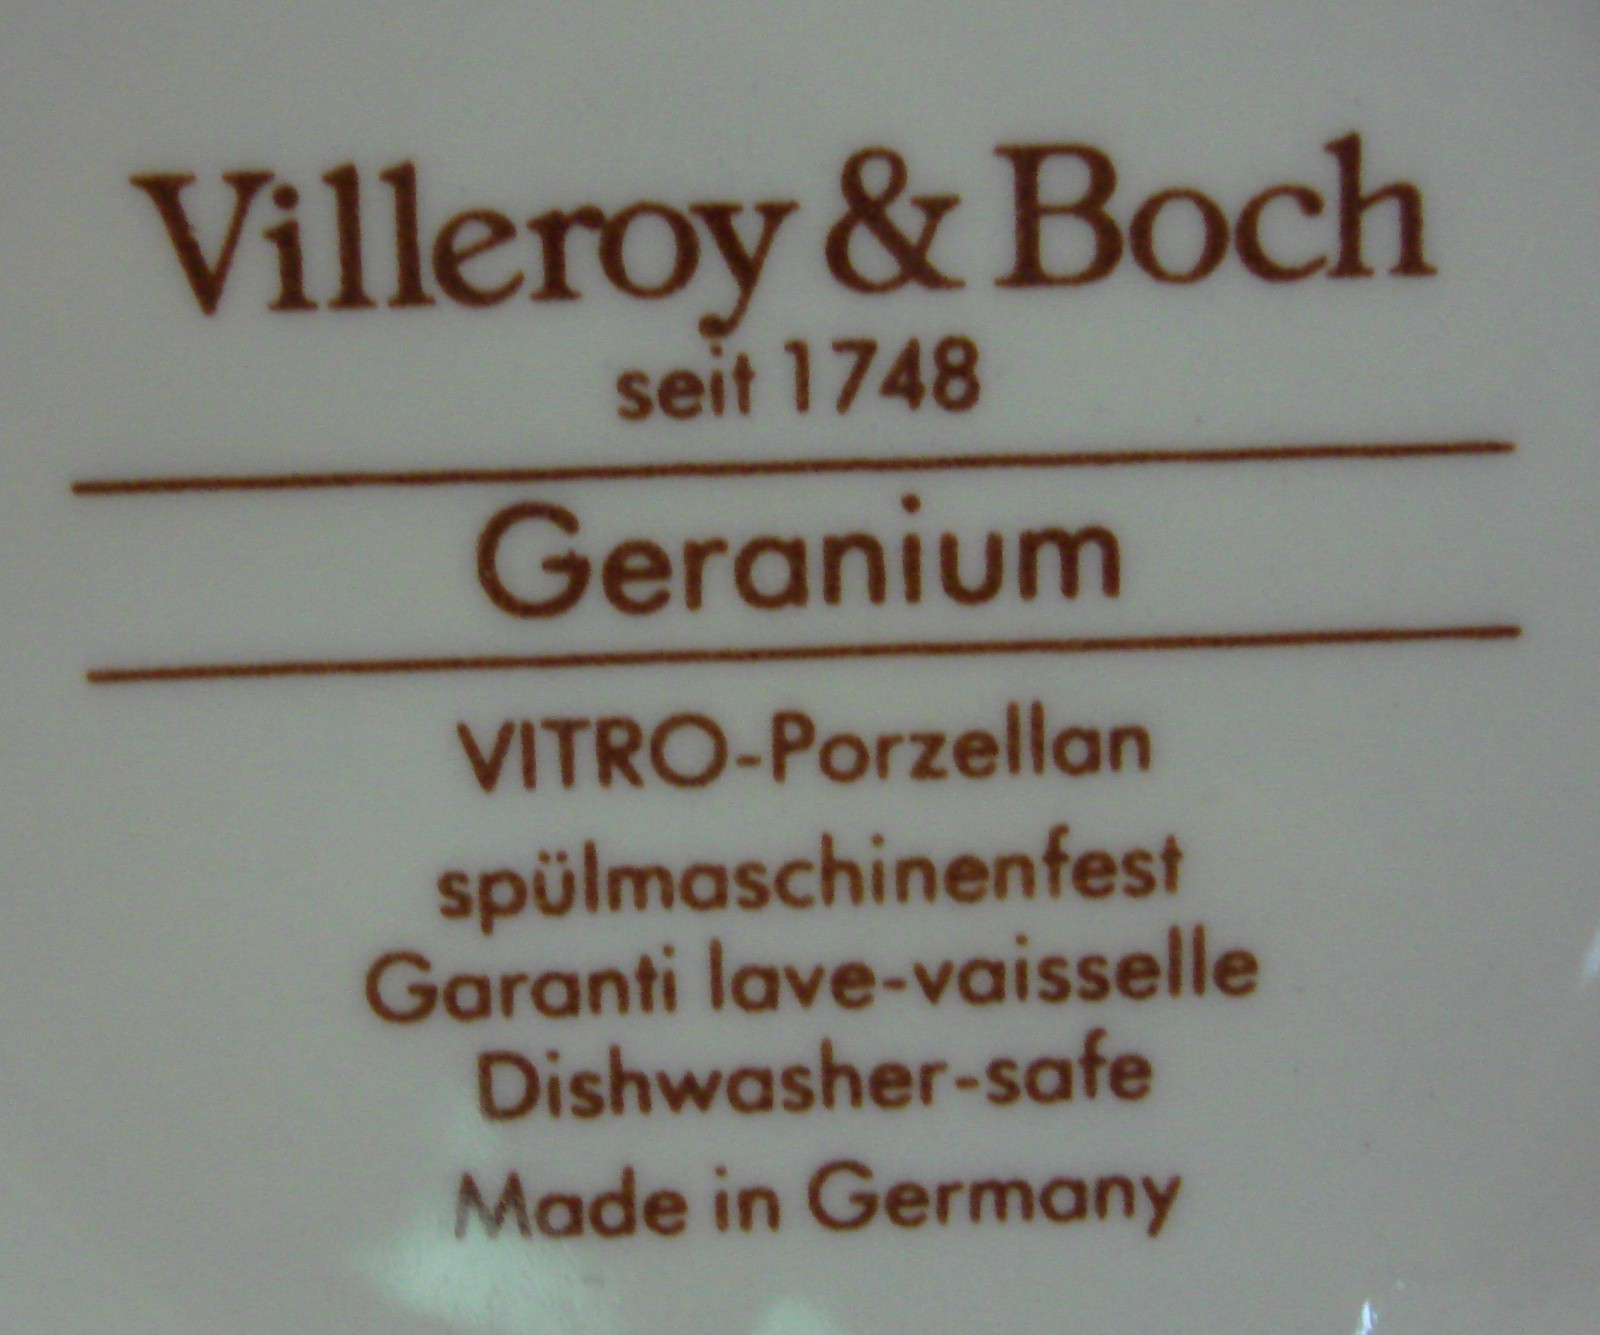 Villeroy & Boch
seit 1748
Geranium
VITRO-Porzellan
spülmaschinenfest
Garanti lave-vaisselle
Dishwasher-safe
Made in Germany